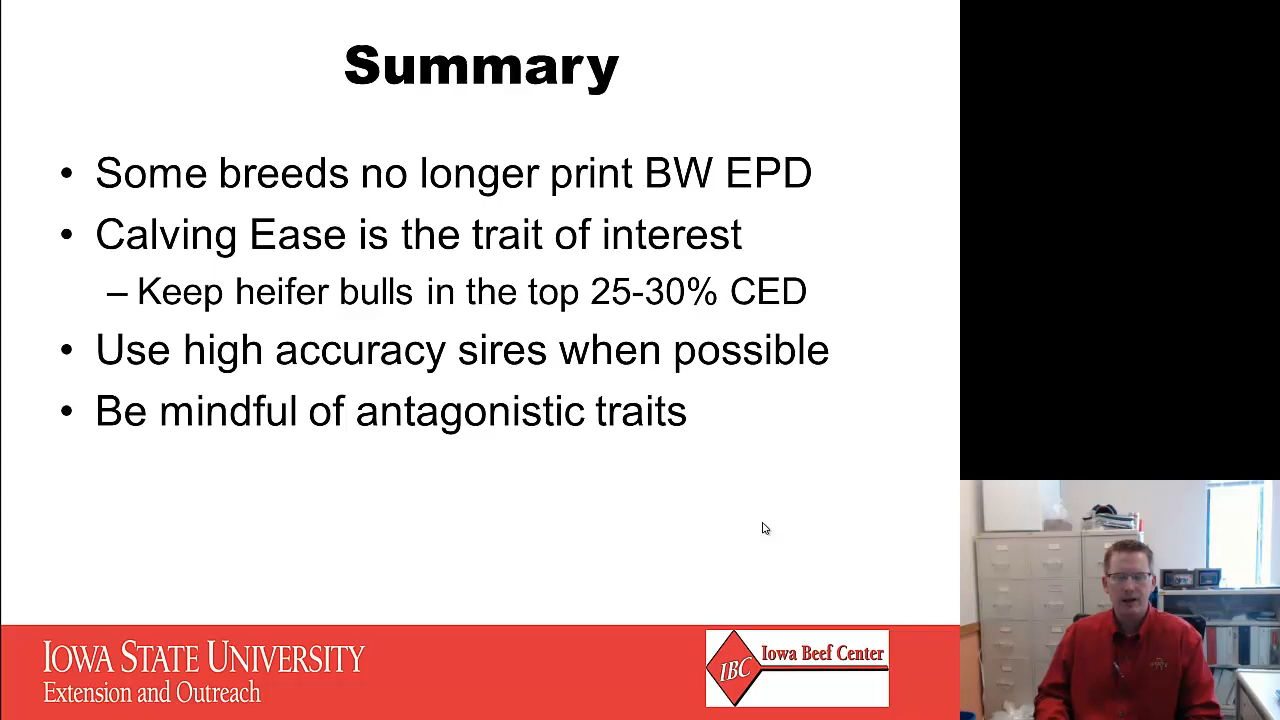 Summary
• Some breeds no longer print BW EPD
• Calving Ease is the trait of interest
– Keep heifer bulls in the top 25-30% CED
• Use high accuracy sires when possible
• Be mindful of antagonistic traits
IOWA STATE UNIVERSITY
Extension and Outreach
IBC
Iowa Beef Center